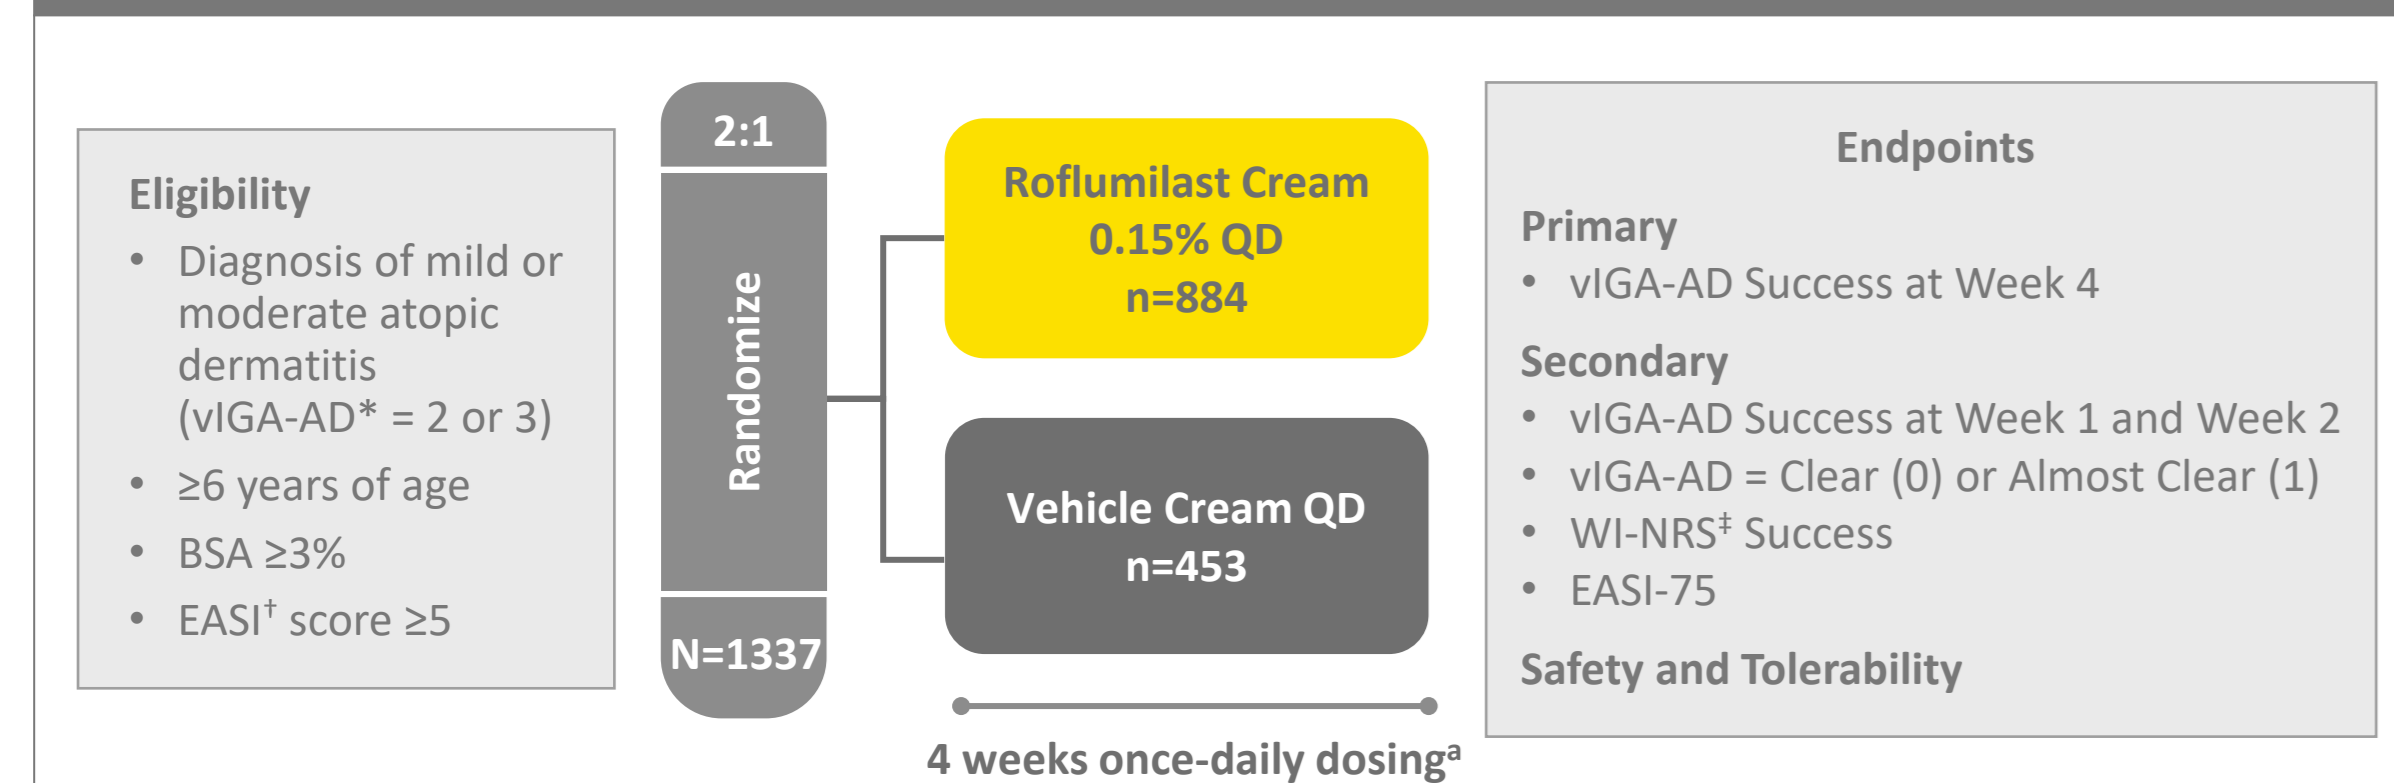 Eligibility
• Diagnosis of mild or
moderate atopic
dermatitis
(vIGA-AD* = 2 or 3)
• ≥6 years of age
• BSA ≥3%
• EASI† score ≥5
2:1
Randomize
N=1337
Roflumilast Cream
0.15% QD
n=884
Vehicle Cream QD
n=453
4 weeks once-daily dosingᵃ
Endpoints
Primary
• vIGA-AD Success at Week 4
Secondary
• vIGA-AD Success at Week 1 and Week 2
• vIGA-AD = Clear (0) or Almost Clear (1)
• WI-NRS‡ Success
• EASI-75
Safety and Tolerability